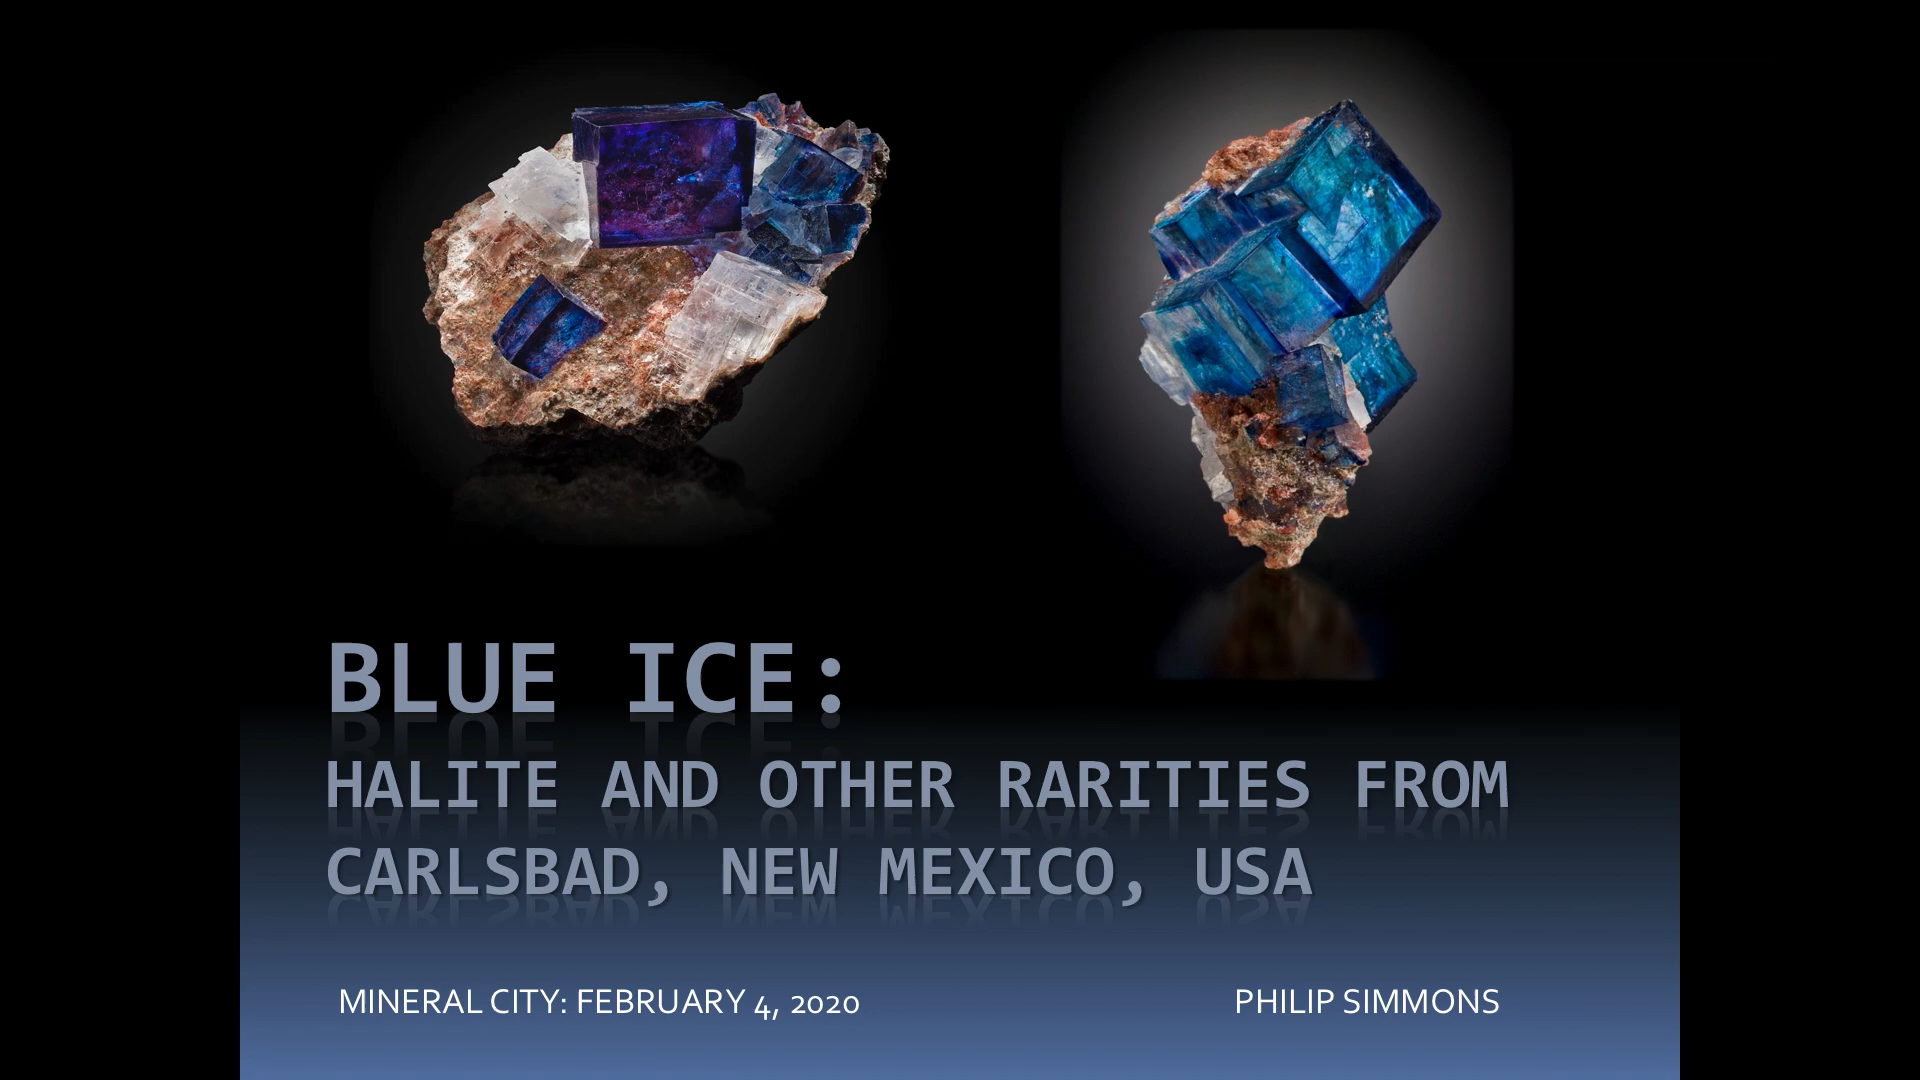 BLUE ICE:
HALITE AND OTHER RARITIES FROM
CARLSBAD, NEW MEXICO, USA
MINERAL CITY: FEBRUARY 4, 2020
PHILIP SIMMONS